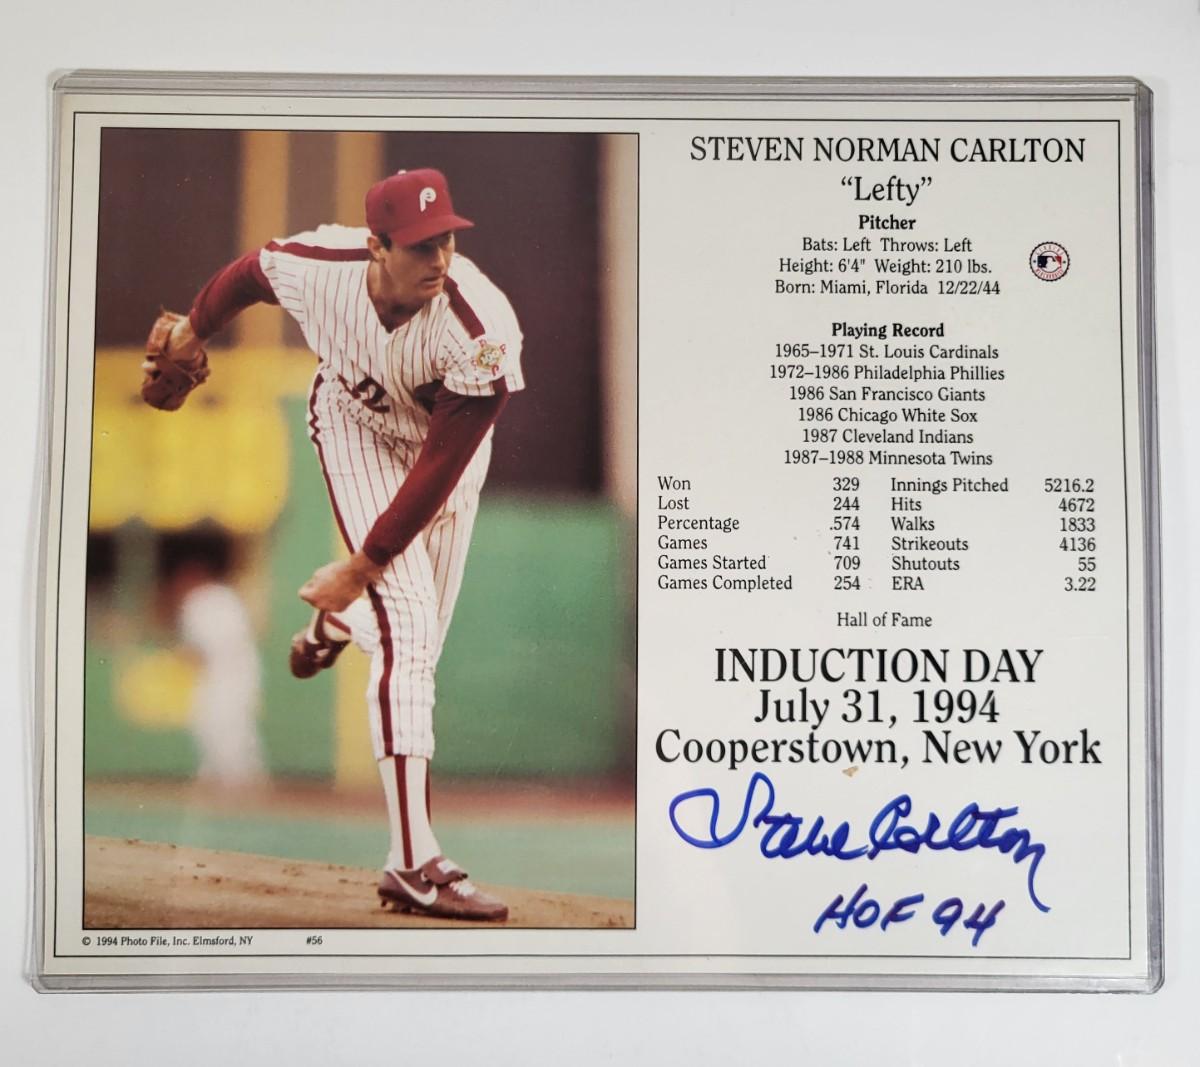 STEVEN NORMAN CARLTON
“Lefty”
Pitcher
Bats: Left Throws: Left
Height: 6'4" Weight: 210 lbs.
Born: Miami, Florida 12/22/44
Playing Record
1965–1971 St. Louis Cardinals
1972–1986 Philadelphia Phillies
1986 San Francisco Giants
1986 Chicago White Sox
1987 Cleveland Indians
1987–1988 Minnesota Twins
Won 329 Innings Pitched 5216.2
Lost 244 Hits 4672
Percentage .574 Walks 1833
Games 741 Strikeouts 4136
Games Started 709 Shutouts 55
Games Completed 254 ERA 3.22
Hall of Fame
INDUCTION DAY
July 31, 1994
Cooperstown, New York
Steve Carlton
HOF 94
© 1994 Photo File, Inc. Elmsford, NY #56
P